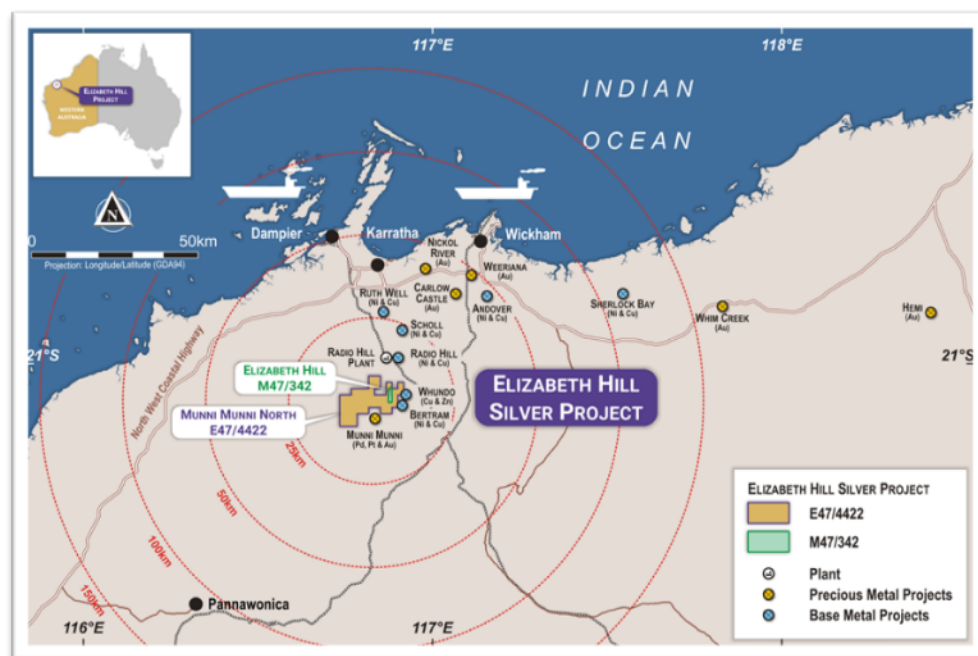 117°E
118°E
ELIZABETH HILL
PROJECT
WESTERN
AUSTRALIA
INDIAN
OCEAN
N
0
50km
Projection: Longitude/Latitude (GDA94)
Dampier
Karratha
Wickham
NICKOL
RIVER
(Au)
WEERIANA
(Au)
CARLOW
CASTLE
(Au)
ANDOVER
(Ni & Cu)
RUTH WELL
(Ni & Cu)
SCHOLL
(Ni & Cu)
SHERLOCK BAY
(Ni & Cu)
WHIM CREEK
(Au)
HEMI
(Au)
21°S
21°S
North West Coastal Highway
RADIO HILL
PLANT
RADIO HILL
(Ni & Cu)
ELIZABETH HILL
M47/342
MUNNI MUNNI NORTH
E47/4422
WHUNDO
(Cu & Zn)
BERTRAM
(Ni & Cu)
MUNNI MUNNI
(Pd, Pt & Au)
ELIZABETH HILL
SILVER PROJECT
25km
50km
100km
150km
Pannawonica
ELIZABETH HILL SILVER PROJECT
E47/4422
M47/342
Plant
Precious Metal Projects
Base Metal Projects
116°E
117°E
118°E